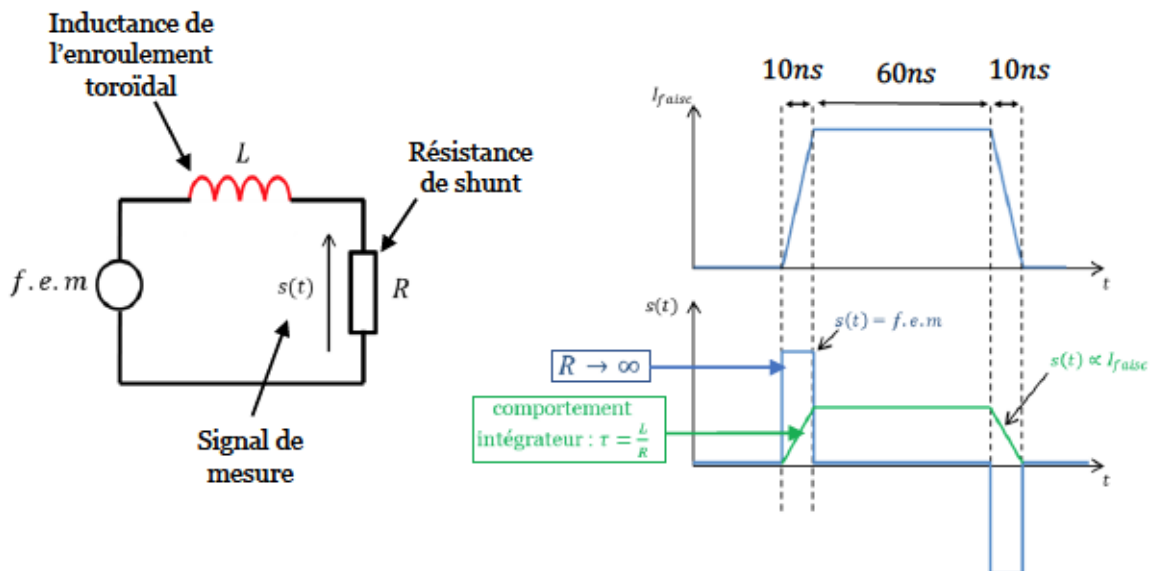 Inductance de
l'enroulement
toroïdal
L
Résistance
de shunt
f.e.m
s(t)
R
Signal de
mesure
10ns
60ns
10ns
I_faisc
t
s(t)
s(t) = f.e.m
R → ∞
s(t) ∝ I_faisc
comportement
intégrateur : τ = L/R
t